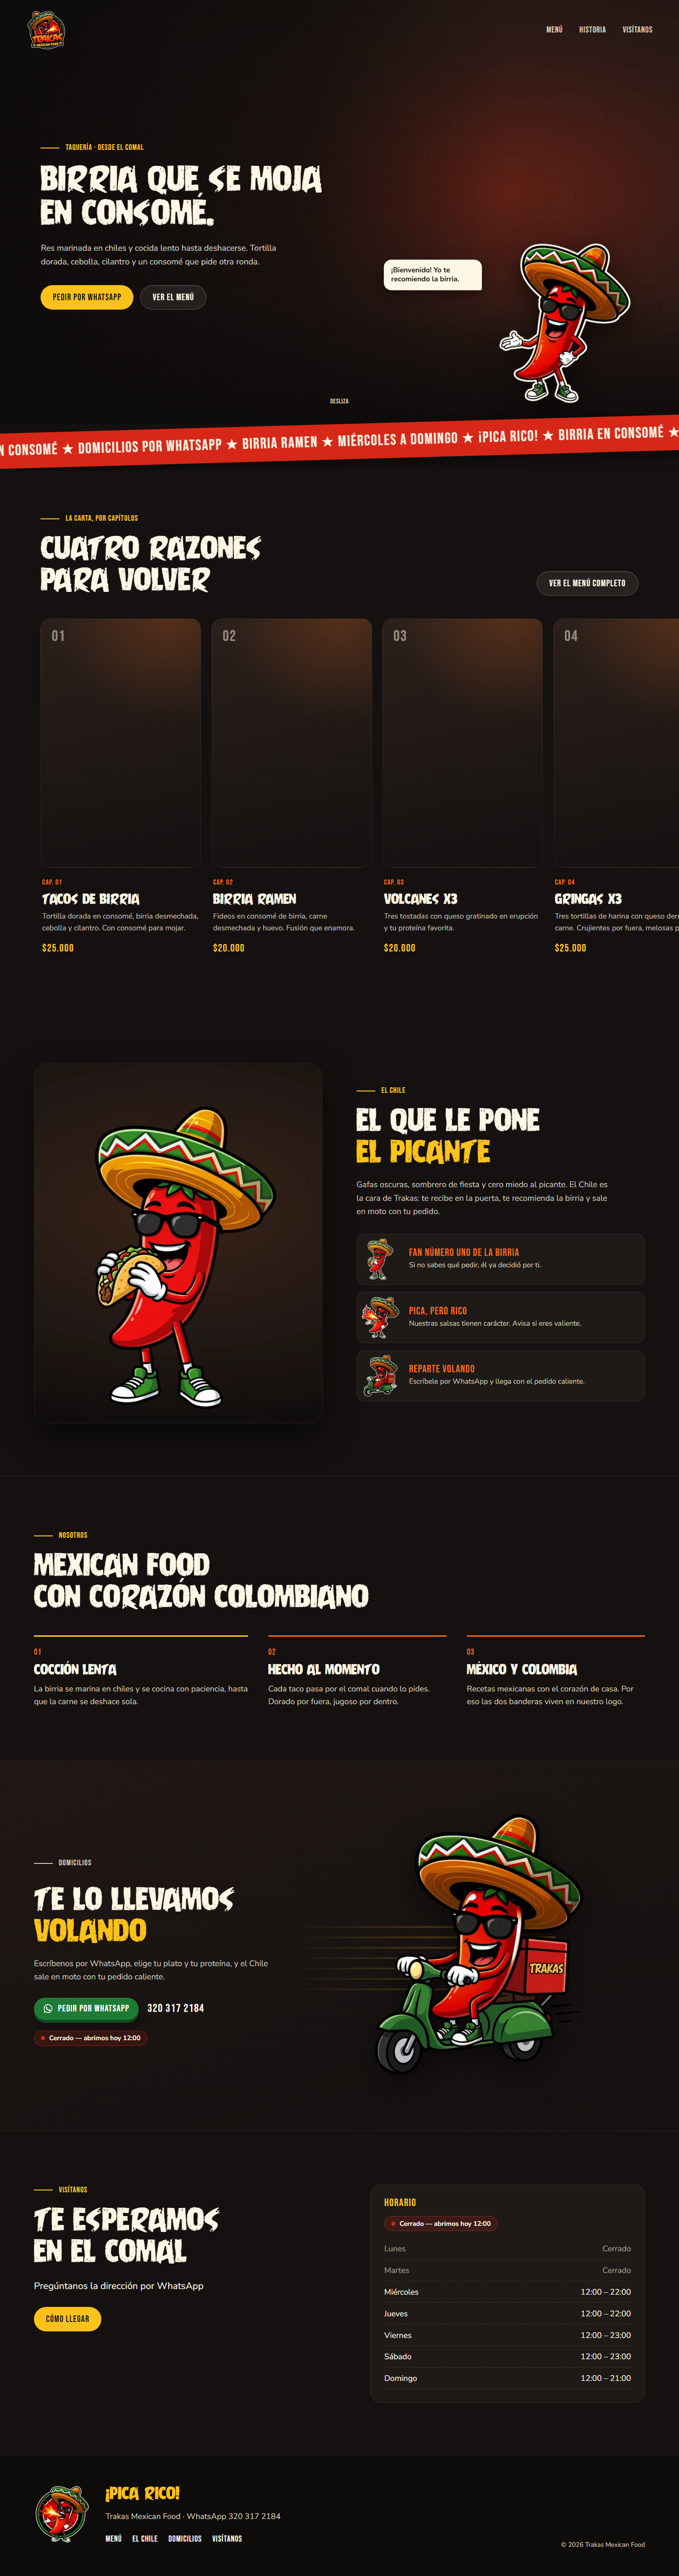 TRAKAS
MEXICAN FOOD
MENÚ HISTORIA VISÍTANOS
TAQUERÍA · DESDE EL COMAL
BIRRIA QUE SE MOJA
EN CONSOMÉ.
Res marinada en chiles y cocida lento hasta deshacerse. Tortilla
dorada, cebolla, cilantro y un consomé que pide otra ronda.
PEDIR POR WHATSAPP VER EL MENÚ
¡Bienvenido! Yo te
recomiendo la birria.
DESLIZA
N CONSOMÉ ★ DOMICILIOS POR WHATSAPP ★ BIRRIA RAMEN ★ MIÉRCOLES A DOMINGO ★ ¡PICA RICO! ★ BIRRIA EN CONSOMÉ ★
LA CARTA, POR CAPÍTULOS
CUATRO RAZONES
PARA VOLVER
VER EL MENÚ COMPLETO
01 02 03 04
CAP. 01
TACOS DE BIRRIA
Tortilla dorada en consomé, birria desmechada,
cebolla y cilantro. Con consomé para mojar.
$25.000
CAP. 02
BIRRIA RAMEN
Fideos en consomé de birria, carne
desmechada y huevo. Fusión que enamora.
$20.000
CAP. 03
VOLCANES X3
Tres tostadas con queso gratinado en erupción
y tu proteína favorita.
$20.000
CAP. 04
GRINGAS X3
Tres tortillas de harina con queso der
carne. Crujientes por fuera, melosas p
$25.000
EL CHILE
EL QUE LE PONE
EL PICANTE
Gafas oscuras, sombrero de fiesta y cero miedo al picante. El Chile es
la cara de Trakas: te recibe en la puerta, te recomienda la birria y sale
en moto con tu pedido.
FAN NÚMERO UNO DE LA BIRRIA
Si no sabes qué pedir, él ya decidió por ti.
PICA, PERO RICO
Nuestras salsas tienen carácter. Avisa si eres valiente.
REPARTE VOLANDO
Escríbele por WhatsApp y llega con el pedido caliente.
NOSOTROS
MEXICAN FOOD
CON CORAZÓN COLOMBIANO
01
COCCIÓN LENTA
La birria se marina en chiles y se cocina con paciencia, hasta
que la carne se deshace sola.
02
HECHO AL MOMENTO
Cada taco pasa por el comal cuando lo pides.
Dorado por fuera, jugoso por dentro.
03
MÉXICO Y COLOMBIA
Recetas mexicanas con el corazón de casa. Por
eso las dos banderas viven en nuestro logo.
DOMICILIOS
TE LO LLEVAMOS
VOLANDO
Escríbenos por WhatsApp, elige tu plato y tu proteína, y el Chile
sale en moto con tu pedido caliente.
PEDIR POR WHATSAPP 320 317 2184
Cerrado — abrimos hoy 12:00
TRAKAS
VISÍTANOS
TE ESPERAMOS
EN EL COMAL
Pregúntanos la dirección por WhatsApp
CÓMO LLEGAR
HORARIO
Cerrado — abrimos hoy 12:00
Lunes Cerrado
Martes Cerrado
Miércoles 12:00 – 22:00
Jueves 12:00 – 22:00
Viernes 12:00 – 23:00
Sábado 12:00 – 23:00
Domingo 12:00 – 21:00
¡PICA RICO!
Trakas Mexican Food · WhatsApp 320 317 2184
MENÚ EL CHILE DOMICILIOS VISÍTANOS
© 2026 Trakas Mexican Food